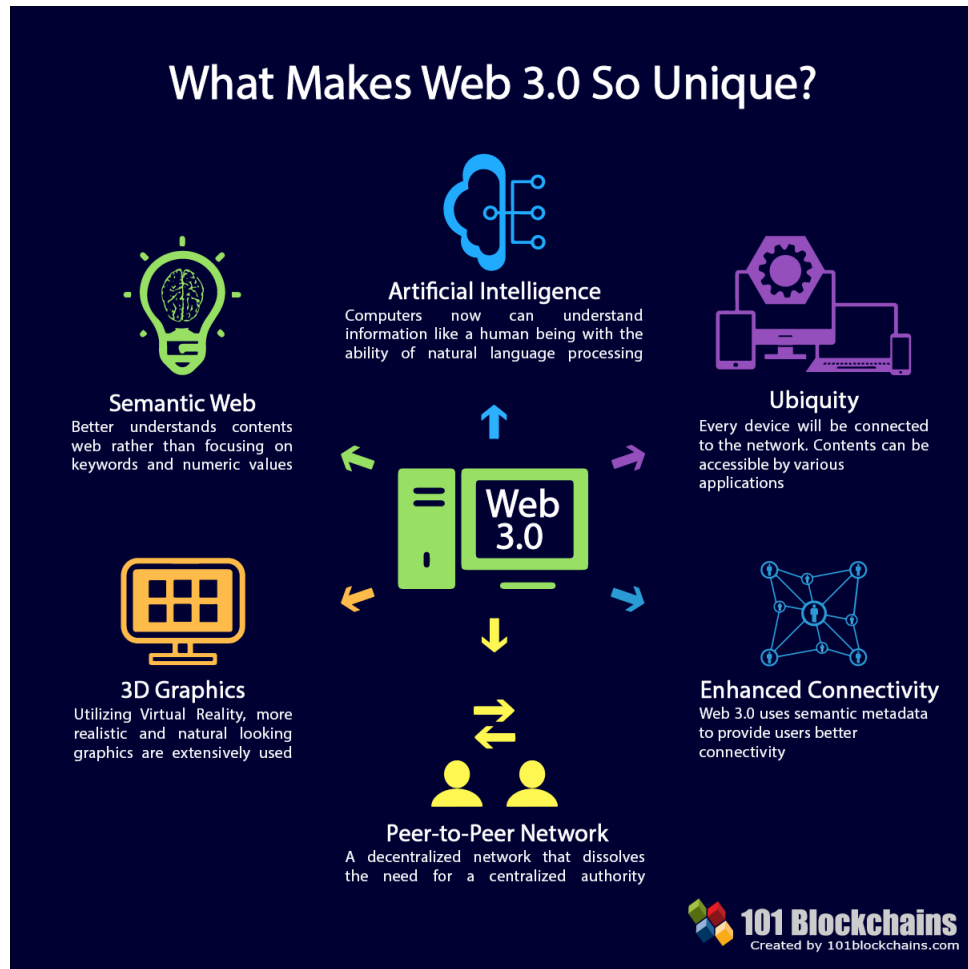 What Makes Web 3.0 So Unique?
Artificial Intelligence
Computers now can understand
information like a human being with the
ability of natural language processing
Semantic Web
Better understands contents
web rather than focusing on
keywords and numeric values
Ubiquity
Every device will be connected
to the network. Contents can be
accessible by various
applications
Web
3.0
3D Graphics
Utilizing Virtual Reality, more
realistic and natural looking
graphics are extensively used
Enhanced Connectivity
Web 3.0 uses semantic metadata
to provide users better
connectivity
Peer-to-Peer Network
A decentralized network that dissolves
the need for a centralized authority
101 Blockchains
Created by 101blockchains.com